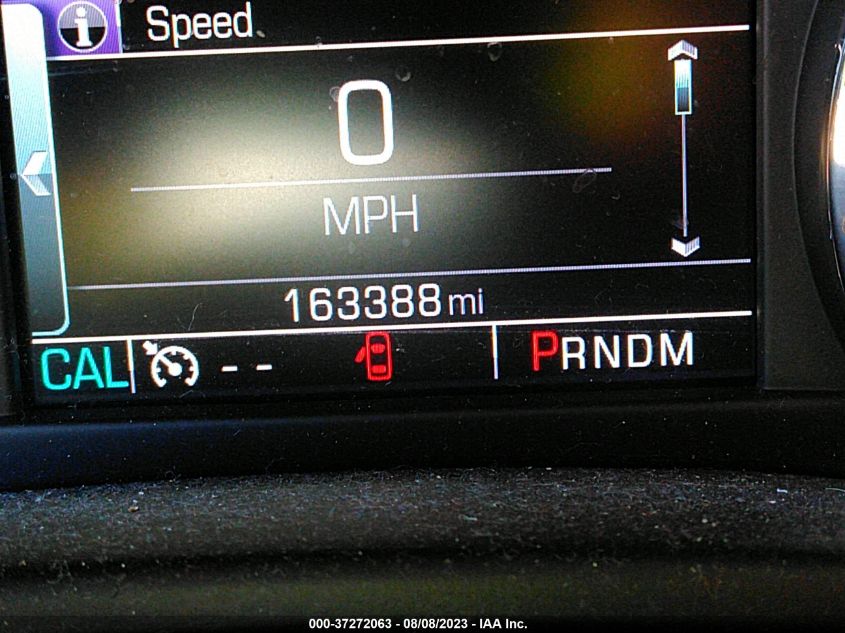 Speed
0
MPH
163388 mi
CAL -- PRNDM
000-37272063 - 08/08/2023 - IAA Inc.